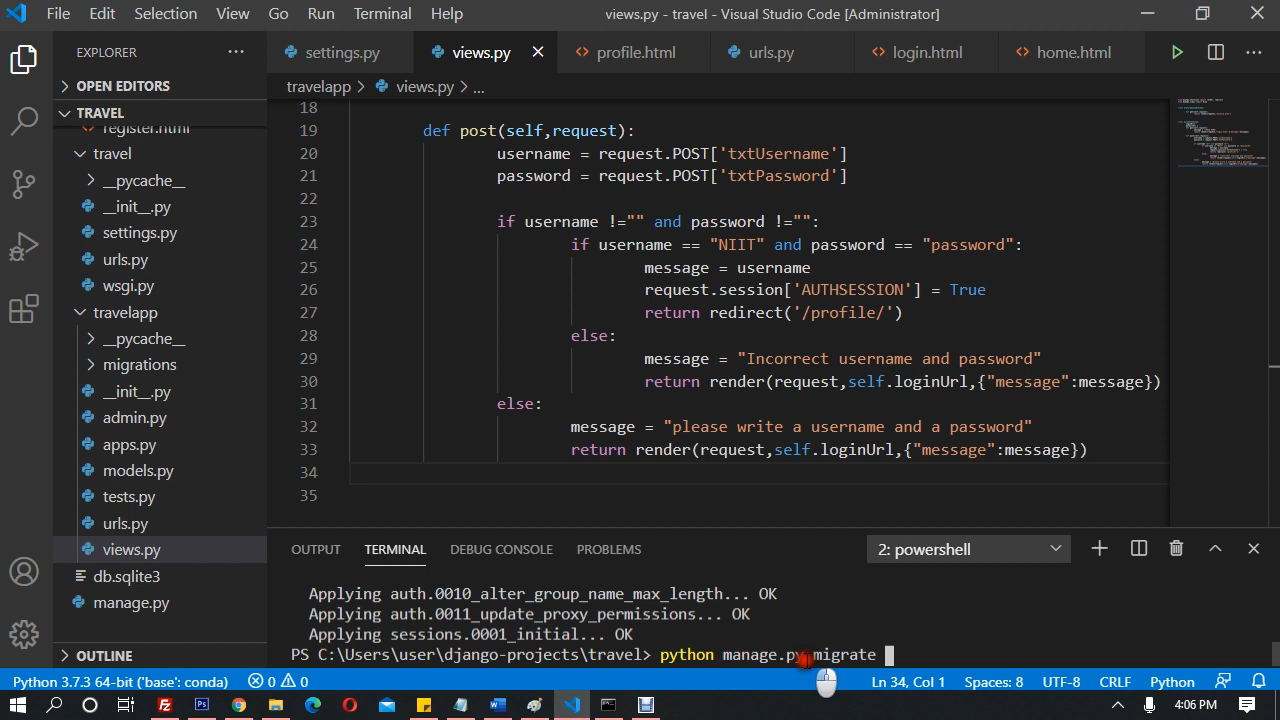 File Edit Selection View Go Run Terminal Help
views.py - travel - Visual Studio Code [Administrator]
EXPLORER
settings.py
views.py
profile.html
urls.py
login.html
home.html
OPEN EDITORS
travelapp > views.py > ...
TRAVEL
register.html
travel
__pycache__
__init__.py
settings.py
urls.py
wsgi.py
travelapp
__pycache__
migrations
__init__.py
admin.py
apps.py
models.py
tests.py
urls.py
views.py
db.sqlite3
manage.py
OUTLINE
18
19 def post(self,request):
20 username = request.POST['txtUsername']
21 password = request.POST['txtPassword']
22
23 if username !="" and password !="":
24 if username == "NIIT" and password == "password":
25 message = username
26 request.session['AUTHSESSION'] = True
27 return redirect('/profile/')
28 else:
29 message = "Incorrect username and password"
30 return render(request,self.loginUrl,{"message":message})
31 else:
32 message = "please write a username and a password"
33 return render(request,self.loginUrl,{"message":message})
34
35
OUTPUT TERMINAL DEBUG CONSOLE PROBLEMS
2: powershell
Applying auth.0010_alter_group_name_max_length... OK
Applying auth.0011_update_proxy_permissions... OK
Applying sessions.0001_initial... OK
PS C:\Users\user\django-projects\travel> python manage.py migrate
Python 3.7.3 64-bit ('base': conda) 0 0 Ln 34, Col 1 Spaces: 8 UTF-8 CRLF Python
4:06 PM